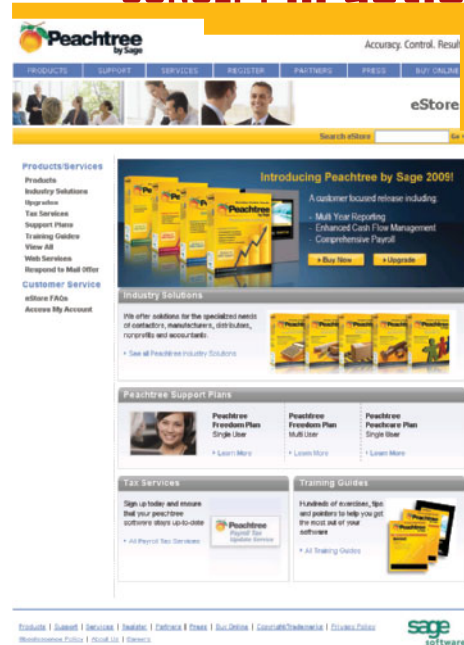 Peachtree
by Sage
Accuracy. Control. Result
PRODUCTS SUPPORT SERVICES REGISTER PARTNERS PRESS BUY ONLINE
eStore
Search eStore Go
Products/Services
Products
Industry Solutions
Upgrades
Tax Services
Support Plans
Training Guides
View All
Web Services
Respond to Mail Offer
Customer Service
eStore FAQs
Access My Account
Introducing Peachtree by Sage 2009!
A customer focused release including:
- Multi Year Reporting
- Enhanced Cash Flow Management
- Comprehensive Payroll
Buy Now Upgrade
Peachtree
Industry Solutions
We offer solutions for the specialized needs
of contactors, manufacturers, distributors,
nonprofits and accountants.
See all Peachtree Industry Solutions
Peachtree Support Plans
Peachtree
Freedom Plan
Single User
Learn More
Peachtree
Freedom Plan
Multi User
Learn More
Peachtree
Peachcare Plan
Single User
Learn More
Tax Services
Sign up today and ensure
that your peachtree
software stays up-to-date
All Payroll Tax Services
Peachtree
Payroll Tax
Update Service
Training Guides
Hundreds of exercises, tips
and pointers to help you get
the most out of your
software
All Training Guides
Products | Support | Services | Register | Partners | Press | Buy Online | Copyright/Trademarks | Privacy Policy
Maintenance Policy | About Us | Careers
sage
software